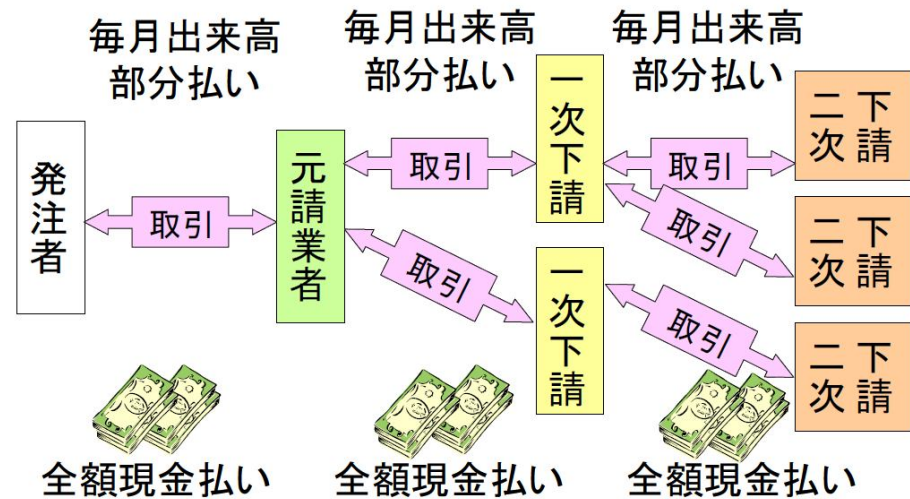 毎月出来高
部分払い
毎月出来高
部分払い
毎月出来高
部分払い
発注者
取引
元請業者
取引
取引
一次下請
一次下請
取引
取引
取引
二次下請
二次下請
二次下請
全額現金払い
全額現金払い
全額現金払い